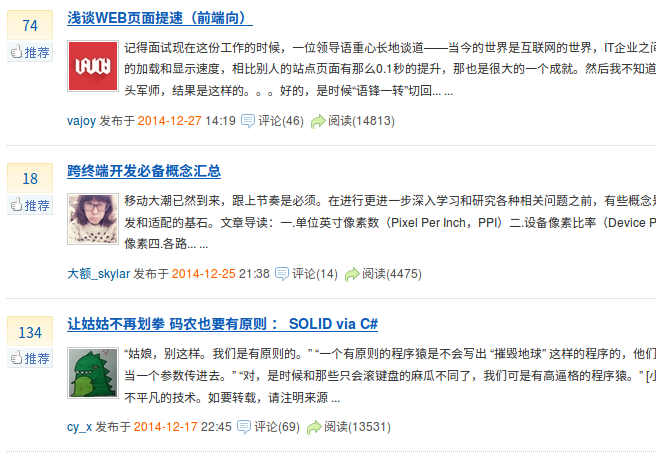 74
推荐
浅谈WEB页面提速（前端向）
VAJOY
记得面试现在这份工作的时候，一位领导语重心长地谈道——当今的世界是互联网的世界，IT企业之
的加载和显示速度，相比别人的站点页面有那么0.1秒的提升，那也是很大的一个成就。然后我不知道
头军师，结果是这样的。。。好的，是时候“语锋一转”切回... ...
vajoy 发布于 2014-12-27 14:19 评论(46) 阅读(14813)
18
推荐
跨终端开发必备概念汇总
移动大潮已然到来，跟上节奏是必须。在进行更进一步深入学习和研究各种相关问题之前，有些概念
发和适配的基石。文章导读：一.单位英寸像素数（Pixel Per Inch，PPI）二.设备像素比率（Device P
像素四.各路... ...
大额_skylar 发布于 2014-12-25 21:38 评论(14) 阅读(4475)
134
推荐
让姑姑不再划拳 码农也要有原则 ： SOLID via C#
“姑娘，别这样。我们是有原则的。” “一个有原则的程序猿是不会写出 “摧毁地球” 这样的程序的，他们
当一个参数传进去。” “对，是时候和那些只会滚键盘的麻瓜不同了，我们可是有高逼格的程序猿。” [小
不平凡的技术。如要转载，请注明来源 ...
cy_x 发布于 2014-12-17 22:45 评论(69) 阅读(13531)